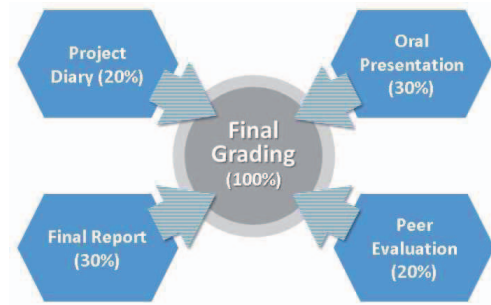 Project
Diary (20%)
Oral
Presentation
(30%)
Final
Grading
(100%)
Final Report
(30%)
Peer
Evaluation
(20%)